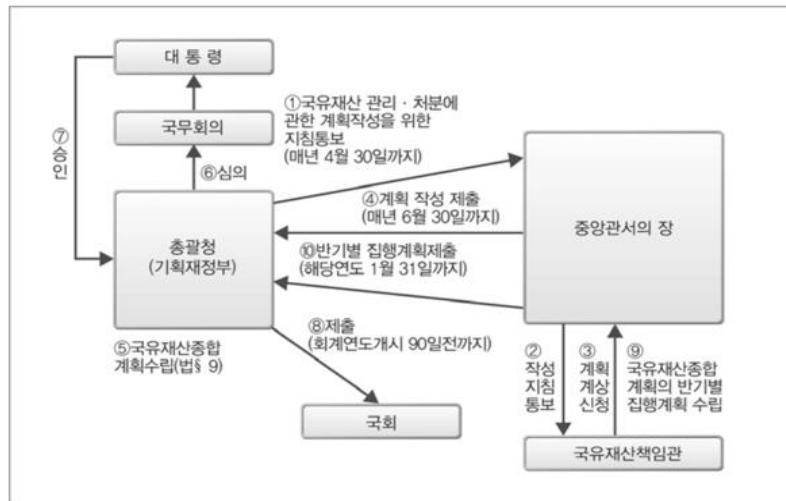 대 통 령
국무회의
⑦
승
인
⑥심의
①국유재산 관리 · 처분에
관한 계획작성을 위한
지침통보
(매년 4월 30일까지)
④계획 작성 제출
(매년 6월 30일까지)
⑩반기별 집행계획제출
(해당연도 1월 31일까지)
총괄청
(기획재정부)
중앙관서의 장
⑤국유재산종합
계획수립(법§ 9)
⑧제출
(회계연도개시 90일전까지)
국회
②
작성
지침
통보
③
계획
계상
신청
⑨
국유재산종합
계획의 반기별
집행계획 수립
국유재산책임관